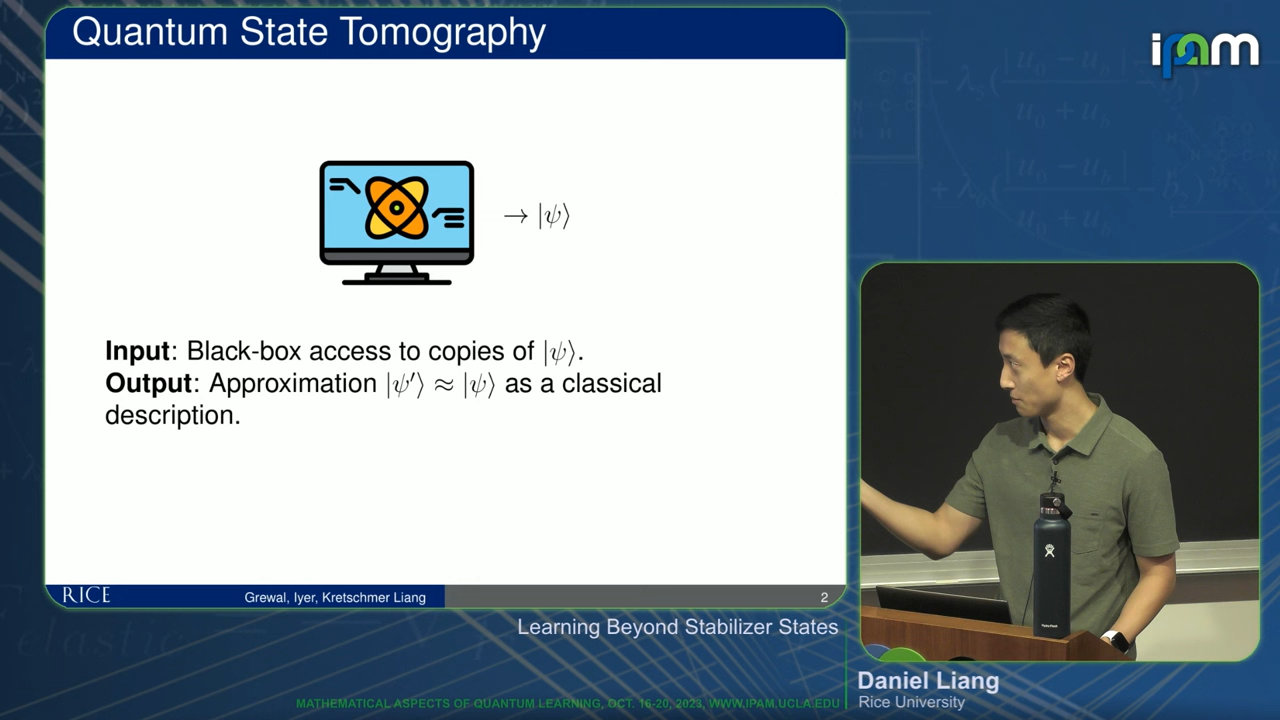 Quantum State Tomography
ipam
→ |ψ⟩
Input: Black-box access to copies of |ψ⟩.
Output: Approximation |ψ′⟩ ≈ |ψ⟩ as a classical
description.
RICE
Grewal, Iyer, Kretschmer Liang
2
Learning Beyond Stabilizer States
Daniel Liang
Rice University
MATHEMATICAL ASPECTS OF QUANTUM LEARNING, OCT. 16-20, 2023, WWW.IPAM.UCLA.EDU